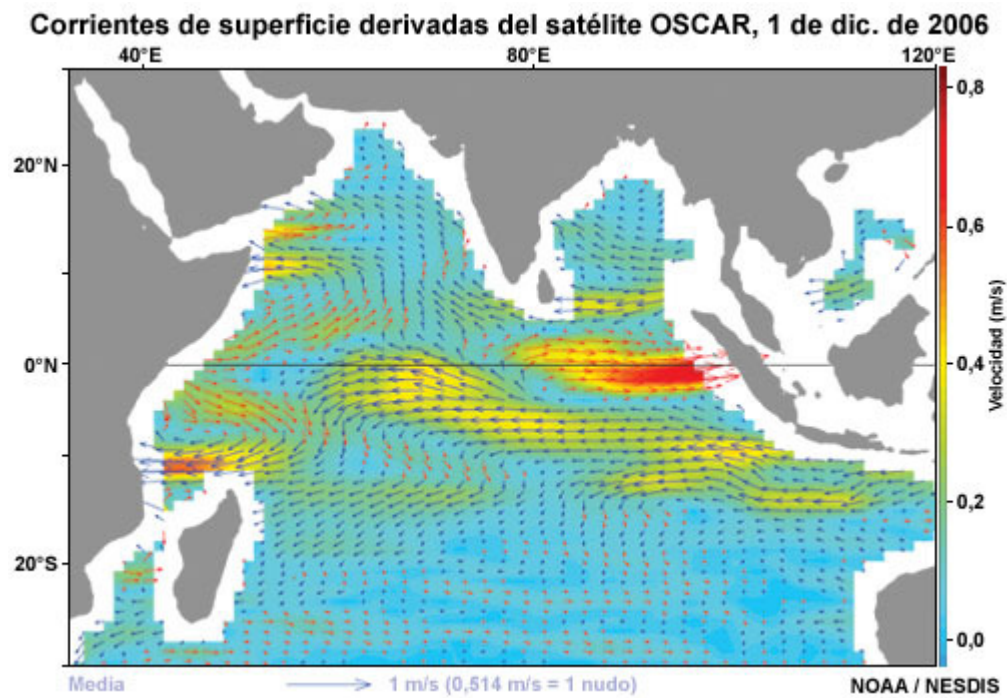 Corrientes de superficie derivadas del satélite OSCAR, 1 de dic. de 2006
40°E 80°E 120°E
0,8
20°N
0,6
0°N 0,4
Velocidad (m/s)
0,2
20°S
0,0
Media 1 m/s (0,514 m/s = 1 nudo) NOAA / NESDIS